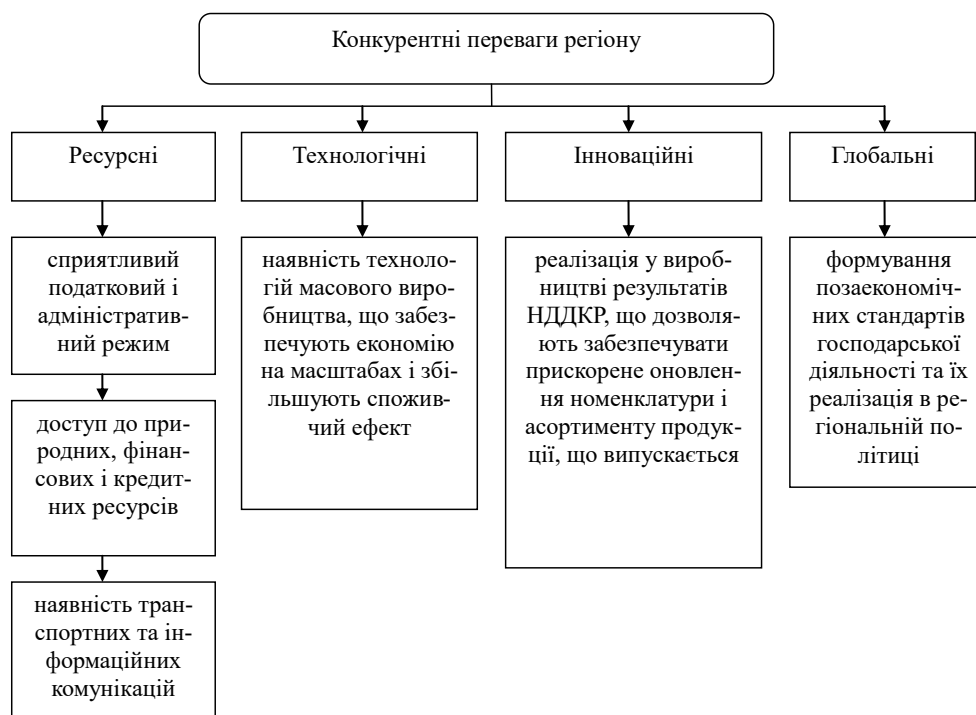 Конкурентні переваги регіону
Ресурсні
Технологічні
Інноваційні
Глобальні
сприятливий
податковий і
адміністратив-
ний режим
доступ до при-
родних, фінан-
сових і кредит-
них ресурсів
наявність тран-
спортних та ін-
формаційних
комунікацій
наявність техноло-
гій масового виро-
бництва, що забез-
печують економію
на масштабах і збі-
льшують спожив-
чий ефект
реалізація у вироб-
ництві результатів
НДДКР, що дозволя-
ють забезпечувати
прискорене оновлен-
ня номенклатури і
асортименту продук-
ції, що випускається
формування
позаекономіч-
них стандартів
господарської
діяльності та їх
реалізація в ре-
гіональній по-
літиці